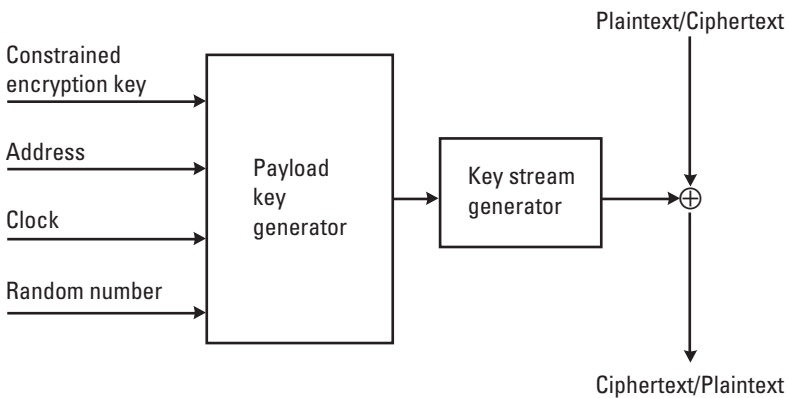 Plaintext/Ciphertext
Constrained
encryption key
Address
Clock
Random number
Payload
key
generator
Key stream
generator
Ciphertext/Plaintext